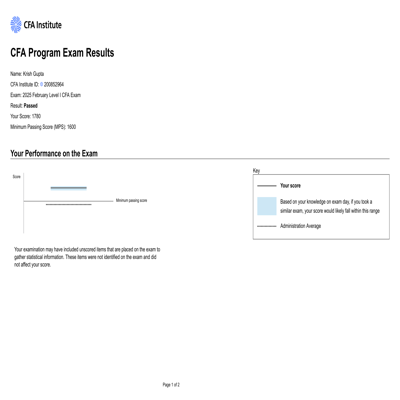 CFA Institute
CFA Program Exam Results
Name: Krish Gupta
CFA Institute ID: 200852964
Exam: 2025 February Level I CFA Exam
Result: Passed
Your Score: 1780
Minimum Passing Score (MPS): 1600
Your Performance on the Exam
Score
Minimum passing score
Key
Your score
Based on your knowledge on exam day, if you took a
similar exam, your score would likely fall within this range
Administration Average
Your examination may have included unscored items that are placed on the exam to
gather statistical information. These items were not identified on the exam and did
not affect your score.
Page 1 of 2